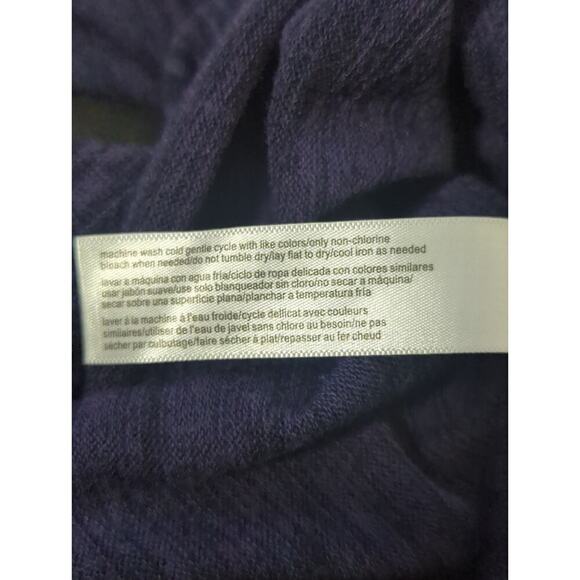 machine wash cold gentle cycle with like colors/only non-chlorine
bleach when needed/do not tumble dry/lay flat to dry/cool iron as needed
lavar a máquina con agua fría/ciclo de ropa delicada con colores similares
usar jabón suave/use solo blanqueador sin cloro/no secar a máquina/
secar sobre una superficie plana/planchar a temperatura fría
laver à la machine à l'eau froide/cycle delficat avec couleurs
similaires/utiliser de l'eau de javel sans chlore au besoin/ne pas
sécher par culbutage/faire sécher à plat/repasser au fer cheud